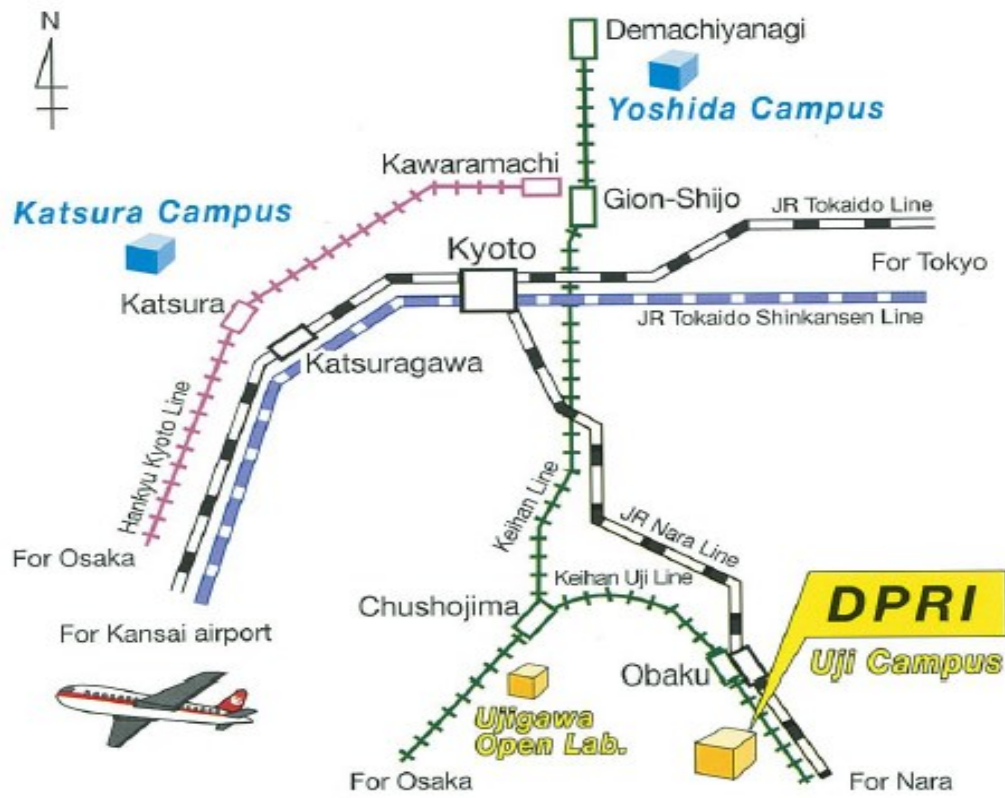 N
Demachiyanagi
Yoshida Campus
Kawaramachi
Katsura Campus
Gion-Shijo
JR Tokaido Line
Kyoto
For Tokyo
Katsura
JR Tokaido Shinkansen Line
Katsuragawa
Hankyu Kyoto Line
Keihan Line
JR Nara Line
For Osaka
Keihan Uji Line
Chushojima
DPRI
For Kansai airport
Uji Campus
Obaku
Ujigawa
Open Lab.
For Osaka
For Nara